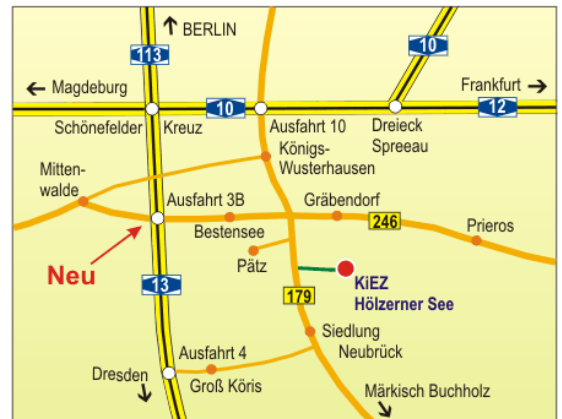 BERLIN
113
10
Magdeburg
Frankfurt
10
12
Schönefelder Kreuz
Ausfahrt 10
Dreieck
Spreeau
Königs-
Wusterhausen
Mitten-
walde
Ausfahrt 3B
Gräbendorf
246
Bestensee
Prieros
Neu
Pätz
13
KiEZ
Hölzerner See
179
Siedlung
Neubrück
Ausfahrt 4
Dresden
Groß Köris
Märkisch Buchholz